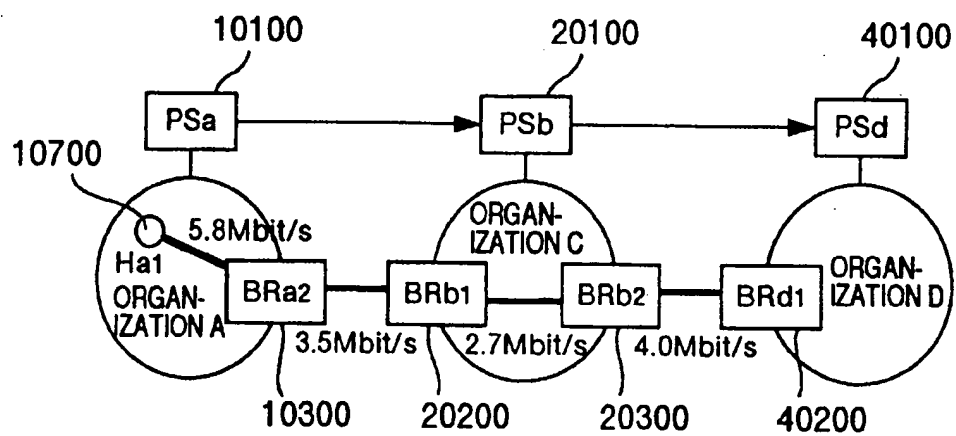 10100
20100
40100
PSa
PSb
PSd
10700
5.8Mbit/s
ORGAN-
IZATION C
Ha1
ORGAN-
IZATION A
BRa2
BRb1
BRb2
BRd1
ORGAN-
IZATION D
3.5Mbit/s
2.7Mbit/s
4.0Mbit/s
10300
20200
20300
40200